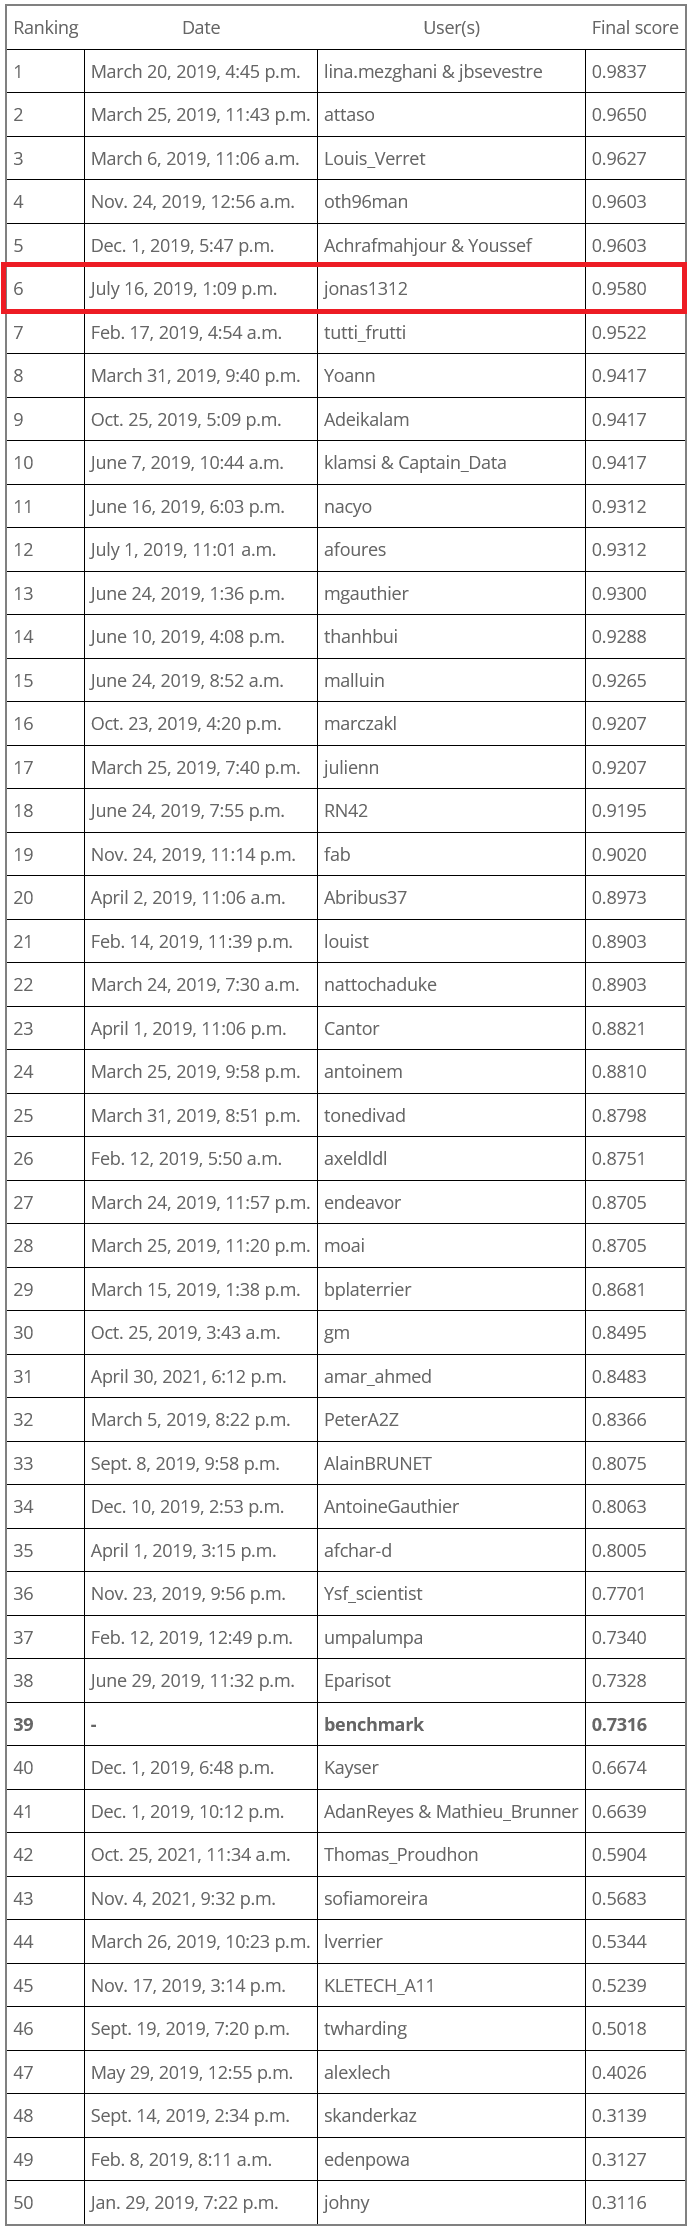 Ranking Date User(s) Final score
1 March 20, 2019, 4:45 p.m. lina.mezghani & jbsevestre 0.9837
2 March 25, 2019, 11:43 p.m. attaso 0.9650
3 March 6, 2019, 11:06 a.m. Louis_Verret 0.9627
4 Nov. 24, 2019, 12:56 a.m. oth96man 0.9603
5 Dec. 1, 2019, 5:47 p.m. Achrafmahjour & Youssef 0.9603
6 July 16, 2019, 1:09 p.m. jonas1312 0.9580
7 Feb. 17, 2019, 4:54 a.m. tutti_frutti 0.9522
8 March 31, 2019, 9:40 p.m. Yoann 0.9417
9 Oct. 25, 2019, 5:09 p.m. Adeikalam 0.9417
10 June 7, 2019, 10:44 a.m. klamsi & Captain_Data 0.9417
11 June 16, 2019, 6:03 p.m. nacyo 0.9312
12 July 1, 2019, 11:01 a.m. afoures 0.9312
13 June 24, 2019, 1:36 p.m. mgauthier 0.9300
14 June 10, 2019, 4:08 p.m. thanhbui 0.9288
15 June 24, 2019, 8:52 a.m. malluin 0.9265
16 Oct. 23, 2019, 4:20 p.m. marczakl 0.9207
17 March 25, 2019, 7:40 p.m. julienn 0.9207
18 June 24, 2019, 7:55 p.m. RN42 0.9195
19 Nov. 24, 2019, 11:14 p.m. fab 0.9020
20 April 2, 2019, 11:06 a.m. Abribus37 0.8973
21 Feb. 14, 2019, 11:39 p.m. louist 0.8903
22 March 24, 2019, 7:30 a.m. nattochaduke 0.8903
23 April 1, 2019, 11:06 p.m. Cantor 0.8821
24 March 25, 2019, 9:58 p.m. antoinem 0.8810
25 March 31, 2019, 8:51 p.m. tonedivad 0.8798
26 Feb. 12, 2019, 5:50 a.m. axeldldl 0.8751
27 March 24, 2019, 11:57 p.m. endeavor 0.8705
28 March 25, 2019, 11:20 p.m. moai 0.8705
29 March 15, 2019, 1:38 p.m. bplaterrier 0.8681
30 Oct. 25, 2019, 3:43 a.m. gm 0.8495
31 April 30, 2021, 6:12 p.m. amar_ahmed 0.8483
32 March 5, 2019, 8:22 p.m. PeterA2Z 0.8366
33 Sept. 8, 2019, 9:58 p.m. AlainBRUNET 0.8075
34 Dec. 10, 2019, 2:53 p.m. AntoineGauthier 0.8063
35 April 1, 2019, 3:15 p.m. afchar-d 0.8005
36 Nov. 23, 2019, 9:56 p.m. Ysf_scientist 0.7701
37 Feb. 12, 2019, 12:49 p.m. umpalumpa 0.7340
38 June 29, 2019, 11:32 p.m. Eparisot 0.7328
39 - benchmark 0.7316
40 Dec. 1, 2019, 6:48 p.m. Kayser 0.6674
41 Dec. 1, 2019, 10:12 p.m. AdanReyes & Mathieu_Brunner 0.6639
42 Oct. 25, 2021, 11:34 a.m. Thomas_Proudhon 0.5904
43 Nov. 4, 2021, 9:32 p.m. sofiamoreira 0.5683
44 March 26, 2019, 10:23 p.m. lverrier 0.5344
45 Nov. 17, 2019, 3:14 p.m. KLETECH_A11 0.5239
46 Sept. 19, 2019, 7:20 p.m. twharding 0.5018
47 May 29, 2019, 12:55 p.m. alexlech 0.4026
48 Sept. 14, 2019, 2:34 p.m. skanderkaz 0.3139
49 Feb. 8, 2019, 8:11 a.m. edenpowa 0.3127
50 Jan. 29, 2019, 7:22 p.m. johny 0.3116